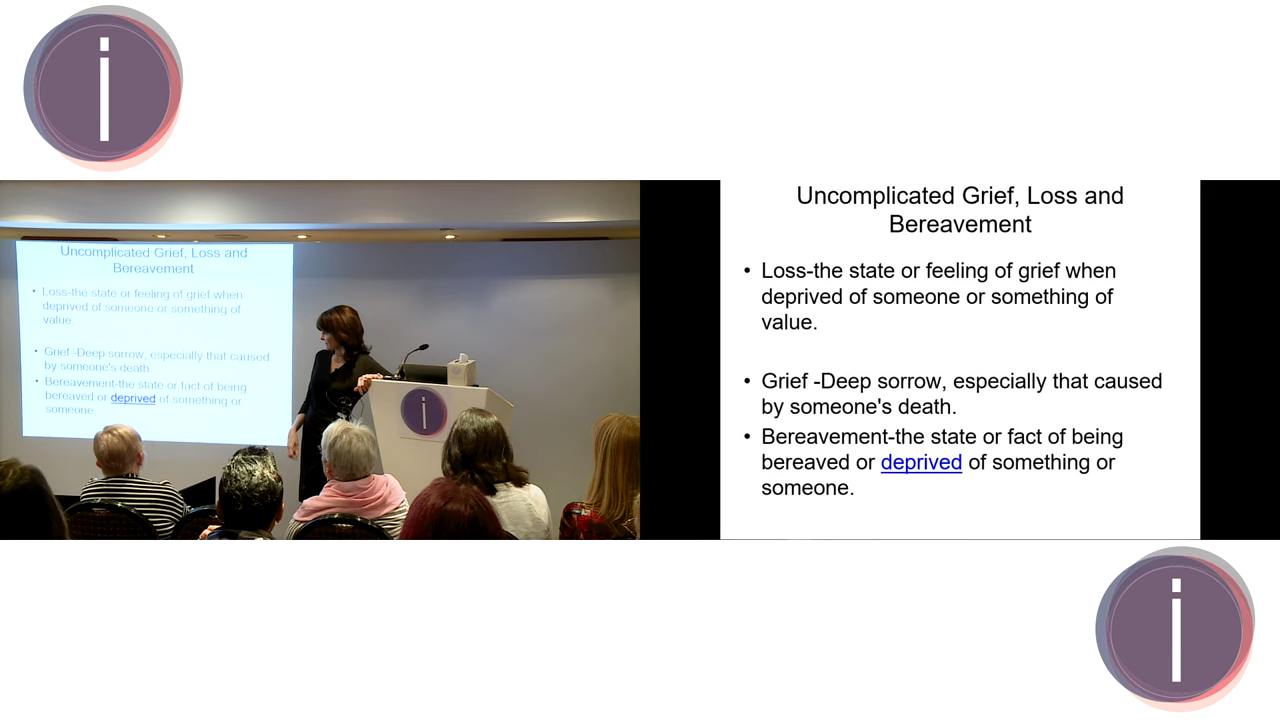 i
Uncomplicated Grief, Loss and
Bereavement
• Loss-the state or feeling of grief when
deprived of someone or something of
value.
• Grief -Deep sorrow, especially that caused
by someone's death.
• Bereavement-the state or fact of being
bereaved or deprived of something or
someone.
i
Uncomplicated Grief, Loss and
Bereavement
• Loss-the state or feeling of grief when
deprived of someone or something of
value.
• Grief -Deep sorrow, especially that caused
by someone's death.
• Bereavement-the state or fact of being
bereaved or deprived of something or
someone.
i